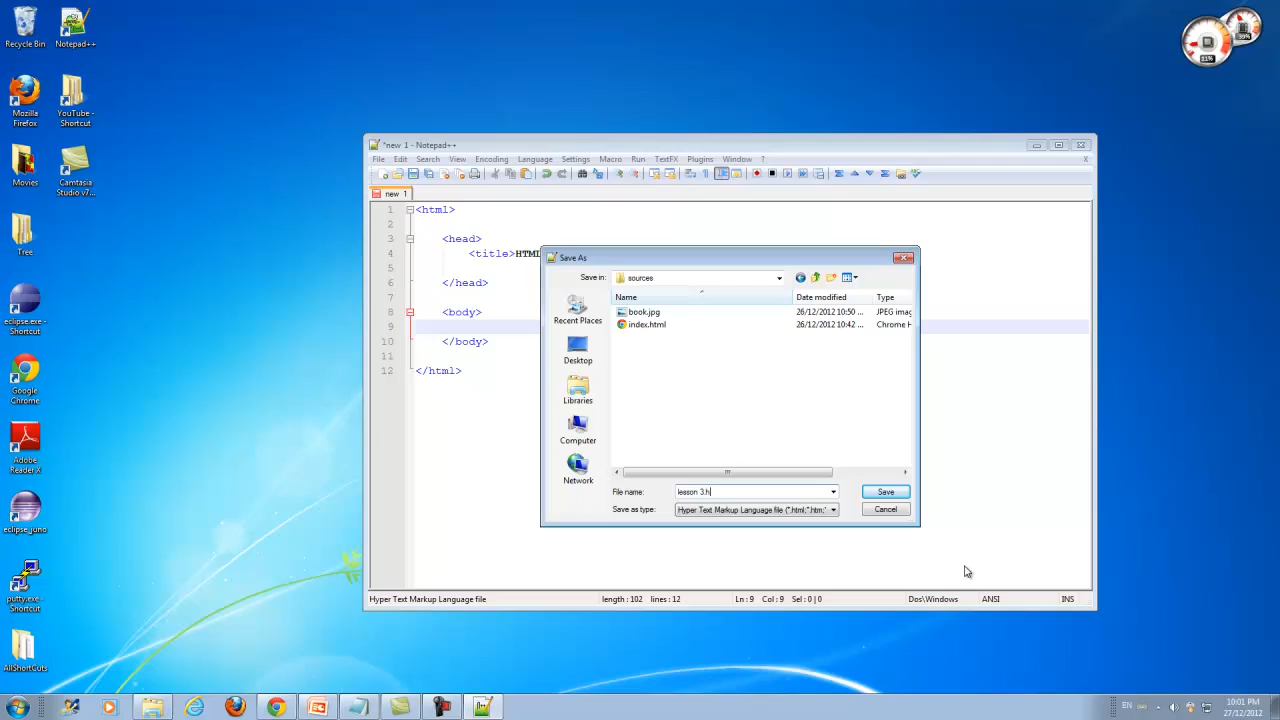 Recycle Bin
Notepad++
Mozilla
Firefox
YouTube -
Shortcut
Movies
Camtasia
Studio v7...
Tree
eclipse.exe -
Shortcut
Google
Chrome
Adobe
Reader X
eclipse_juno
putty.exe -
Shortcut
AllShortCuts
*new 1 - Notepad++
File Edit Search View Encoding Language Settings Macro Run TextFX Plugins Window ? X
new 1
1 <html>
2
3 <head>
4 <title>HTML
5
6 </head>
7
8 <body>
9
10 </body>
11
12 </html>
Save As
Save in: sources
Name Date modified Type
book.jpg 26/12/2012 10:50 ... JPEG imag
index.html 26/12/2012 10:42 ... Chrome H
Recent Places
Desktop
Libraries
Computer
Network
File name: lesson 3.h Save
Save as type: Hyper Text Markup Language file (*.html;*.htm;* Cancel
Hyper Text Markup Language file length : 102 lines : 12 Ln : 9 Col : 9 Sel : 0 | 0 Dos\Windows ANSI INS
EN
10:01 PM
27/12/2012